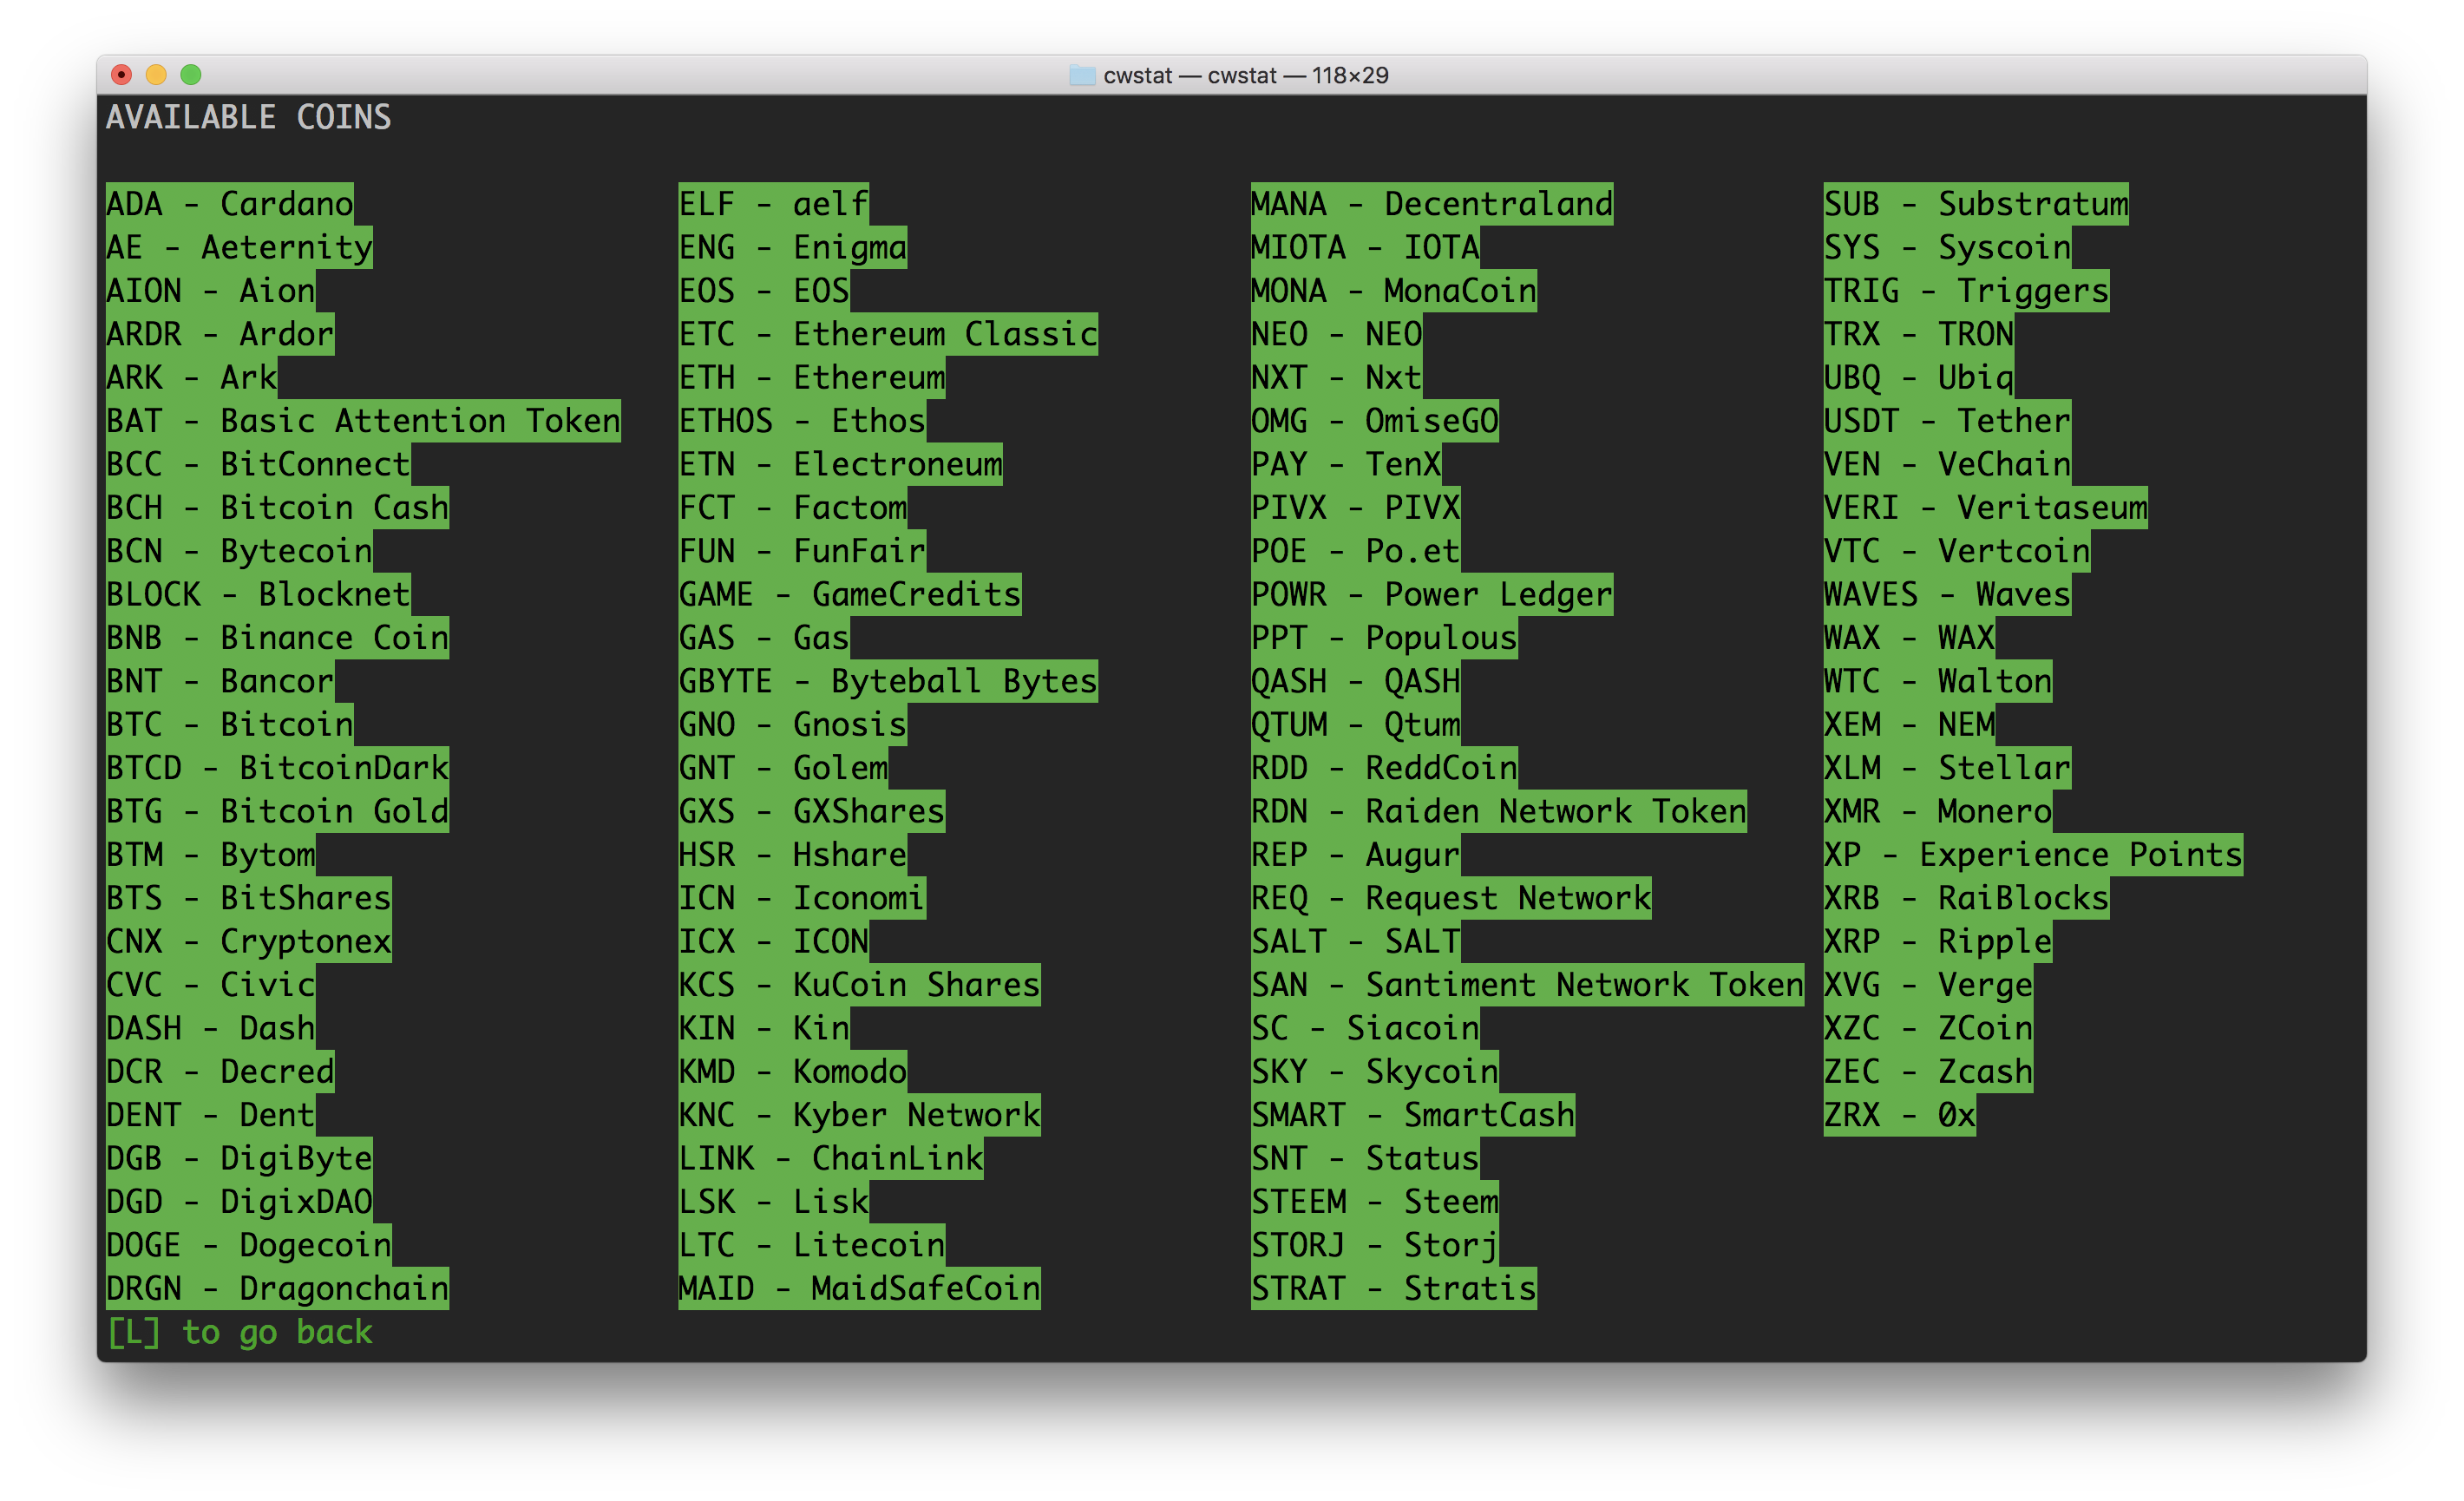 cwstat — cwstat — 118×29
AVAILABLE COINS
ADA - Cardano
AE - Aeternity
AION - Aion
ARDR - Ardor
ARK - Ark
BAT - Basic Attention Token
BCC - BitConnect
BCH - Bitcoin Cash
BCN - Bytecoin
BLOCK - Blocknet
BNB - Binance Coin
BNT - Bancor
BTC - Bitcoin
BTCD - BitcoinDark
BTG - Bitcoin Gold
BTM - Bytom
BTS - BitShares
CNX - Cryptonex
CVC - Civic
DASH - Dash
DCR - Decred
DENT - Dent
DGB - DigiByte
DGD - DigixDAO
DOGE - Dogecoin
DRGN - Dragonchain
ELF - aelf
ENG - Enigma
EOS - EOS
ETC - Ethereum Classic
ETH - Ethereum
ETHOS - Ethos
ETN - Electroneum
FCT - Factom
FUN - FunFair
GAME - GameCredits
GAS - Gas
GBYTE - Byteball Bytes
GNO - Gnosis
GNT - Golem
GXS - GXShares
HSR - Hshare
ICN - Iconomi
ICX - ICON
KCS - KuCoin Shares
KIN - Kin
KMD - Komodo
KNC - Kyber Network
LINK - ChainLink
LSK - Lisk
LTC - Litecoin
MAID - MaidSafeCoin
MANA - Decentraland
MIOTA - IOTA
MONA - MonaCoin
NEO - NEO
NXT - Nxt
OMG - OmiseGO
PAY - TenX
PIVX - PIVX
POE - Po.et
POWR - Power Ledger
PPT - Populous
QASH - QASH
QTUM - Qtum
RDD - ReddCoin
RDN - Raiden Network Token
REP - Augur
REQ - Request Network
SALT - SALT
SAN - Santiment Network Token
SC - Siacoin
SKY - Skycoin
SMART - SmartCash
SNT - Status
STEEM - Steem
STORJ - Storj
STRAT - Stratis
SUB - Substratum
SYS - Syscoin
TRIG - Triggers
TRX - TRON
UBQ - Ubiq
USDT - Tether
VEN - VeChain
VERI - Veritaseum
VTC - Vertcoin
WAVES - Waves
WAX - WAX
WTC - Walton
XEM - NEM
XLM - Stellar
XMR - Monero
XP - Experience Points
XRB - RaiBlocks
XRP - Ripple
XVG - Verge
XZC - ZCoin
ZEC - Zcash
ZRX - 0x
[L] to go back